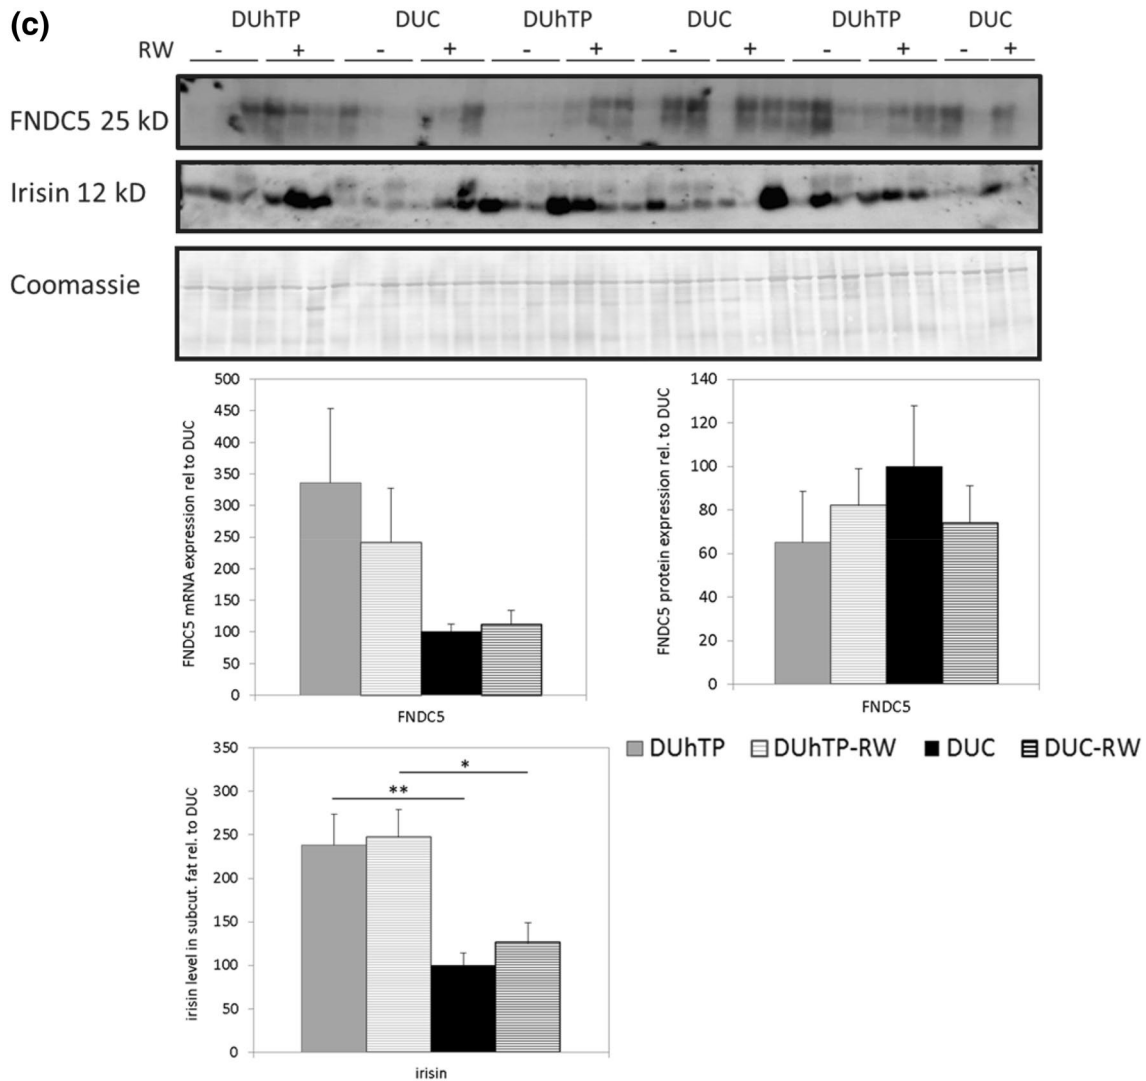 (c)
DUhTP DUC DUhTP DUC DUhTP DUC
RW - + - + - + - + - + - +
FNDC5 25 kD
Irisin 12 kD
Coomassie
500
450
400
350
300
250
200
150
100
50
0
FNDC5 mRNA expression rel to DUC
FNDC5
140
120
100
80
60
40
20
0
FNDC5 protein expression rel. to DUC
FNDC5
DUhTP DUhTP-RW DUC DUC-RW
350
300
250
200
150
100
50
0
irisin level in subcut. fat rel. to DUC
*
**
irisin